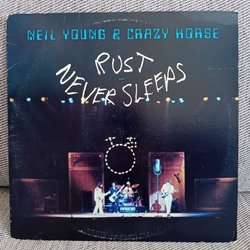 NEIL YOUNG & CRAZY HORSE
RUST
NEVER SLEEPS